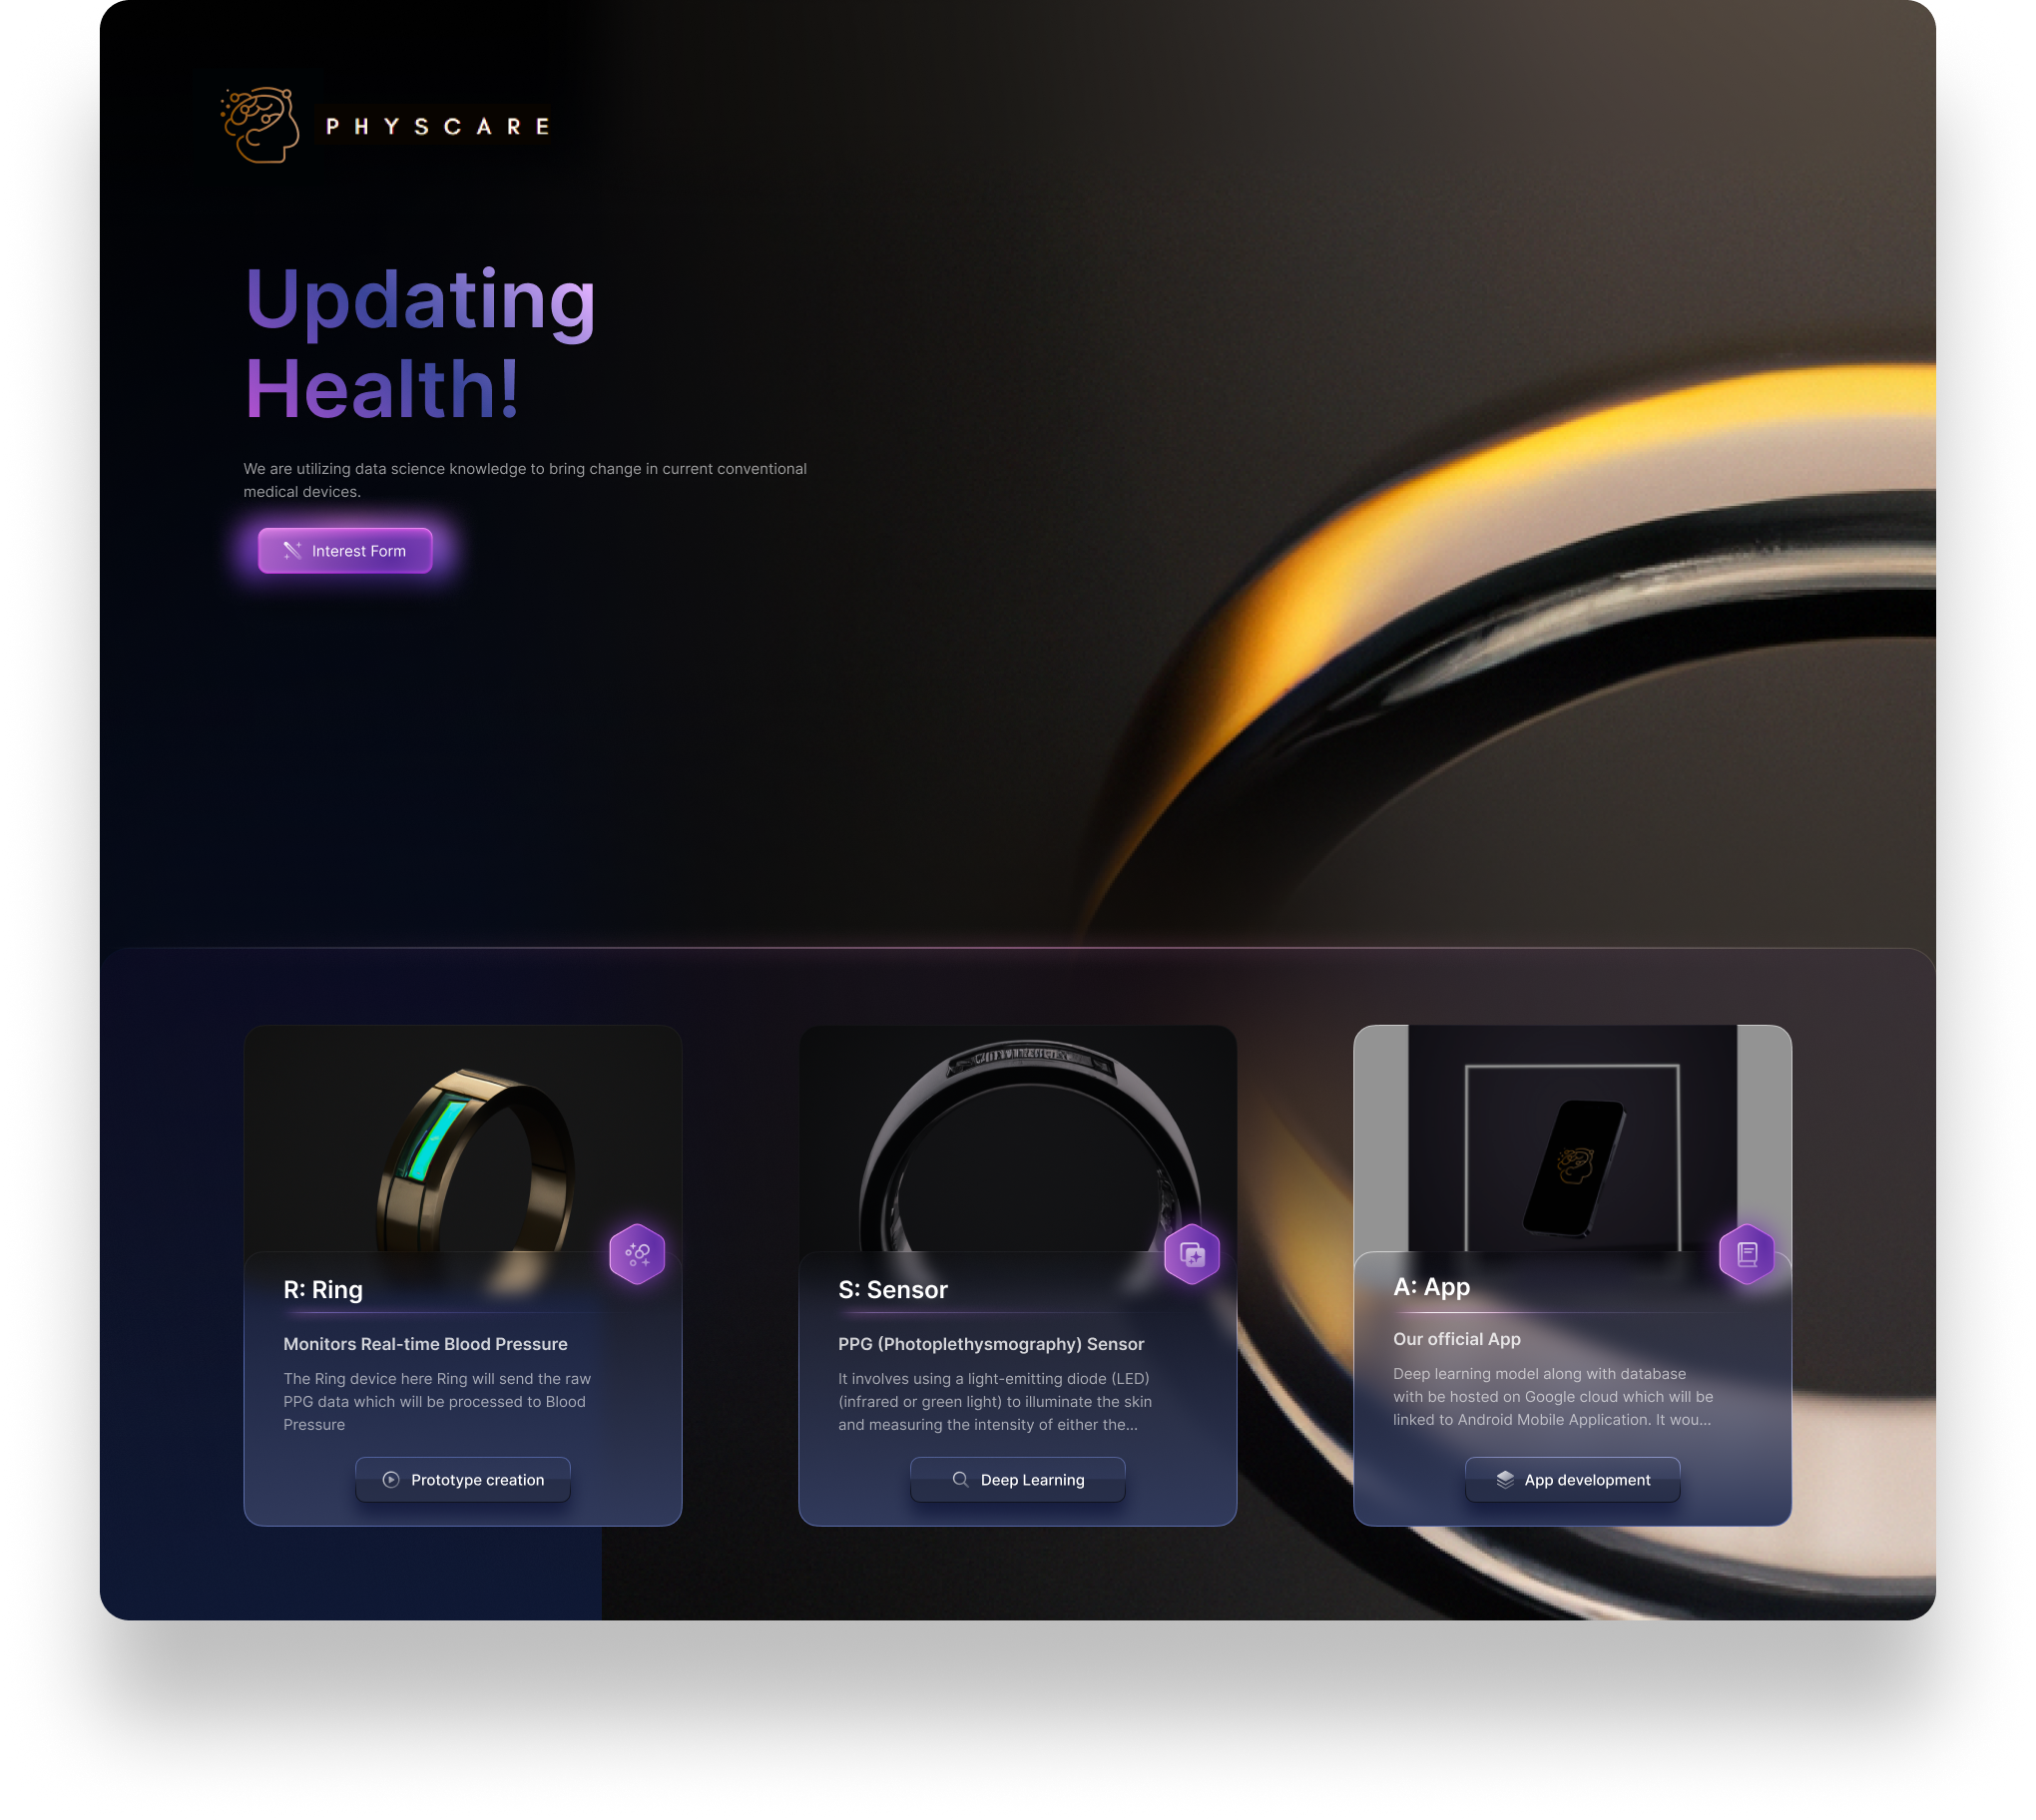 PHYSCARE
Updating
Health!
We are utilizing data science knowledge to bring change in current conventional
medical devices.
Interest Form
R: Ring
Monitors Real-time Blood Pressure
The Ring device here Ring will send the raw
PPG data which will be processed to Blood
Pressure
Prototype creation
S: Sensor
PPG (Photoplethysmography) Sensor
It involves using a light-emitting diode (LED)
(infrared or green light) to illuminate the skin
and measuring the intensity of either the...
Deep Learning
A: App
Our official App
Deep learning model along with database
with be hosted on Google cloud which will be
linked to Android Mobile Application. It wou...
App development